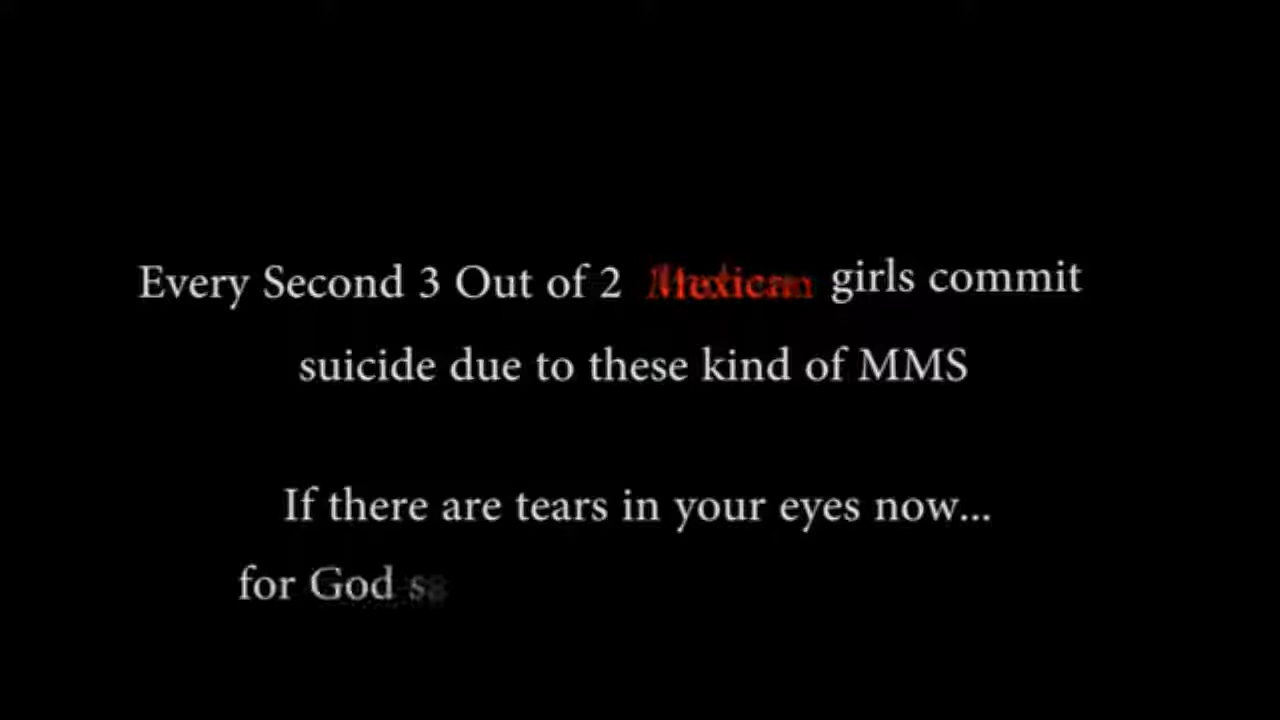 Every Second 3 Out of 2 Mexican girls commit
suicide due to these kind of MMS
If there are tears in your eyes now...
for God